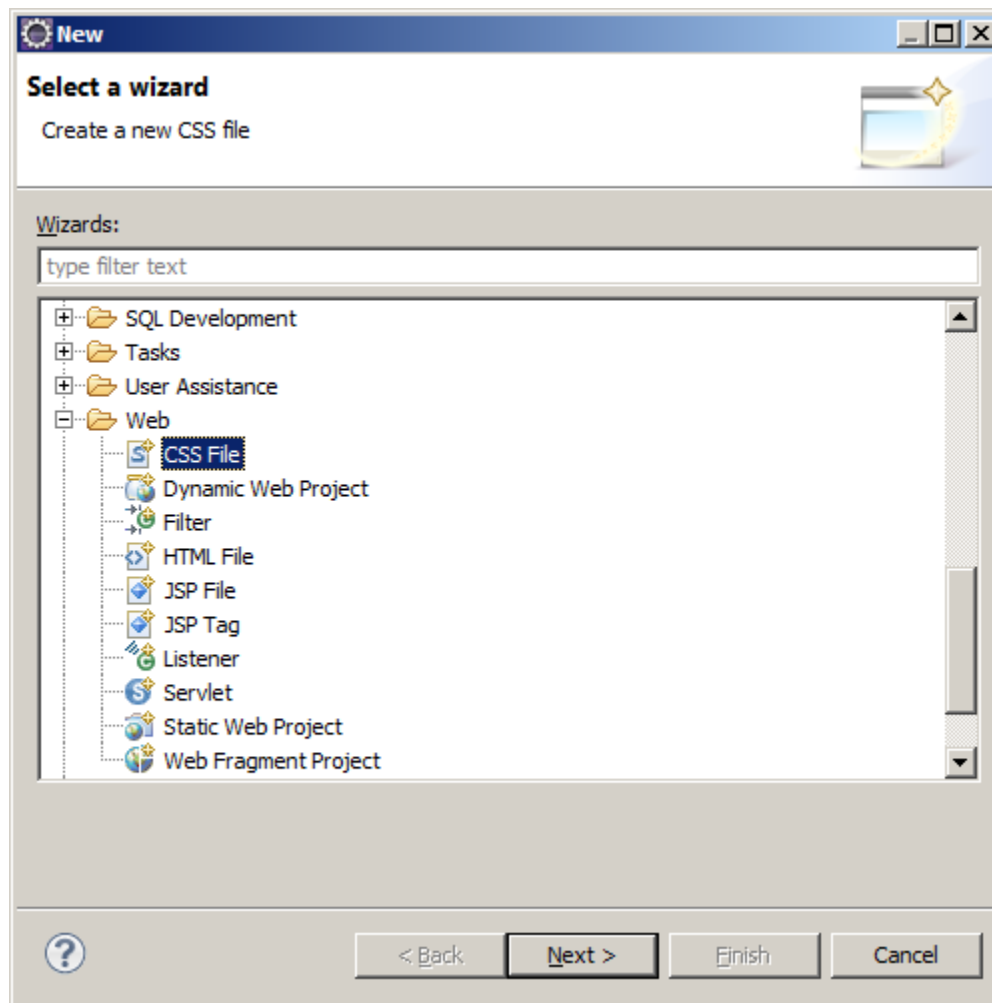 New
Select a wizard
Create a new CSS file
Wizards:
type filter text
SQL Development
Tasks
User Assistance
Web
CSS File
Dynamic Web Project
Filter
HTML File
JSP File
JSP Tag
Listener
Servlet
Static Web Project
Web Fragment Project
? < Back Next > Finish Cancel